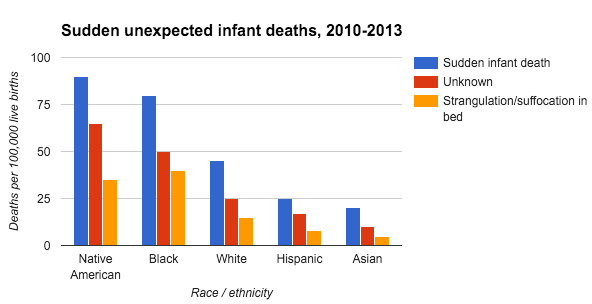 Sudden unexpected infant deaths, 2010-2013
Deaths per 100,000 live births
100
75
50
25
0
Native
American
Black
White
Hispanic
Asian
Race / ethnicity
Sudden infant death
Unknown
Strangulation/suffocation in
bed